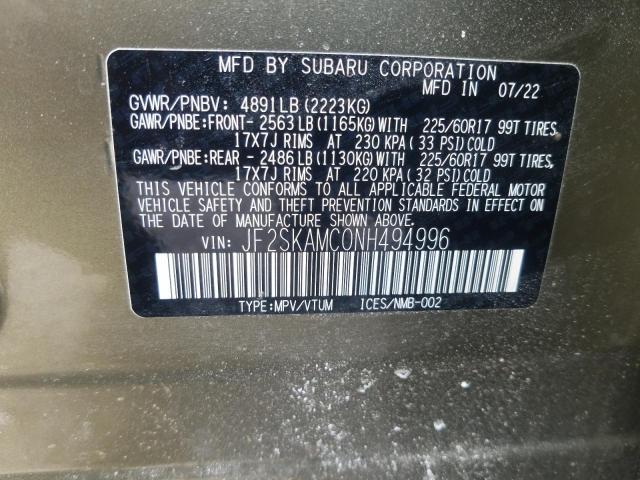 MFD BY SUBARU CORPORATION
MFD IN 07/22
GVWR/PNBV: 4891LB (2223KG)
GAWR/PNBE:FRONT- 2563LB (1165KG)WITH 225/60R17 99T TIRES,
17X7J RIMS AT 230 KPA (33 PSI)COLD
GAWR/PNBE:REAR - 2486LB (1130KG)WITH 225/60R17 99T TIRES,
17X7J RIMS AT 220 KPA (32 PSI)COLD
THIS VEHICLE CONFORMS TO ALL APPLICABLE FEDERAL MOTOR
VEHICLE SAFETY AND THEFT PREVENTION STANDARDS IN EFFECT
ON THE DATE OF MANUFACTURE SHOWN ABOVE.
VIN: JF2SKAMC0NH494996
TYPE:MPV/VTUM ICES/NMB-002